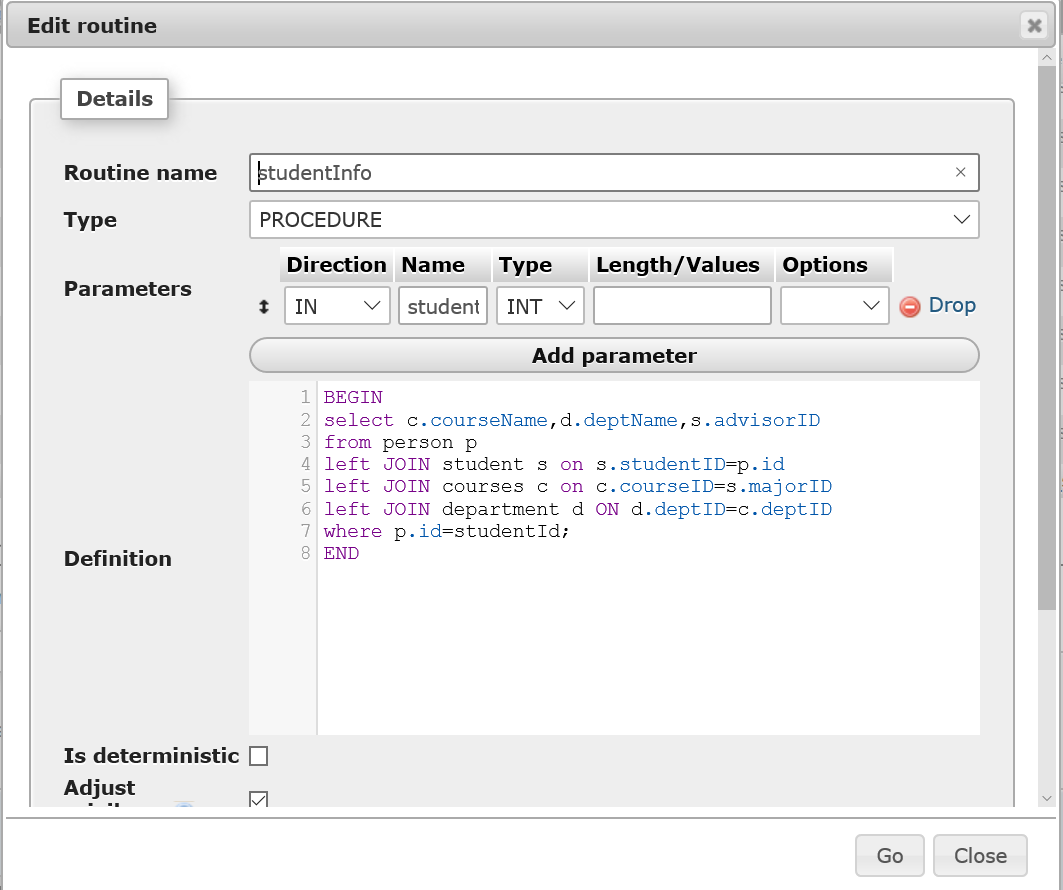 Edit routine
Details
Routine name studentInfo
Type PROCEDURE
Parameters
Direction Name Type Length/Values Options
IN student INT Drop
Add parameter
Definition
1 BEGIN
2 select c.courseName,d.deptName,s.advisorID
3 from person p
4 left JOIN student s on s.studentID=p.id
5 left JOIN courses c on c.courseID=s.majorID
6 left JOIN department d ON d.deptID=c.deptID
7 where p.id=studentId;
8 END
Is deterministic
Adjust
Go Close